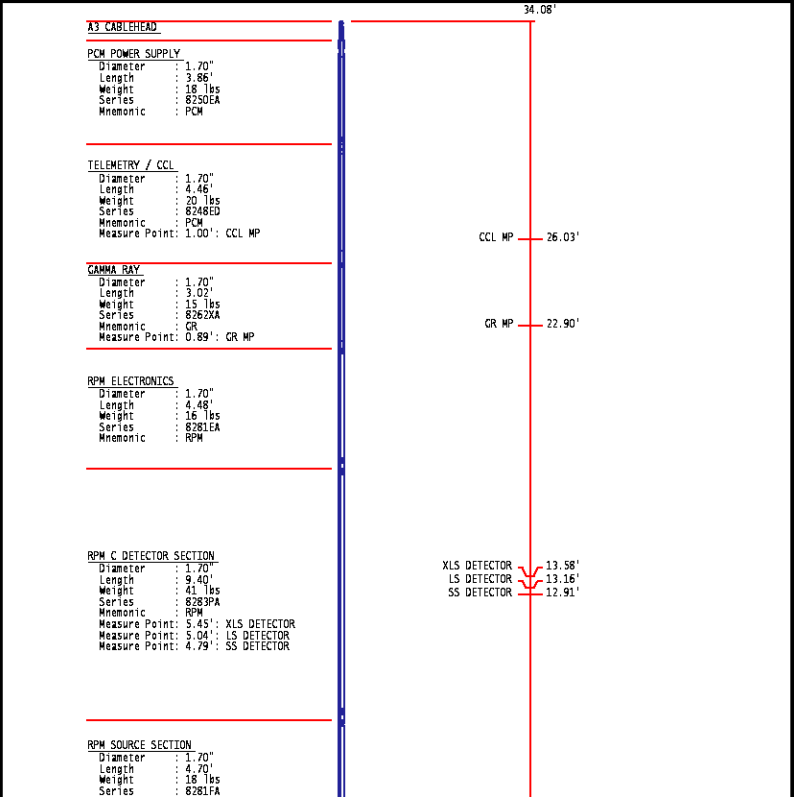 34.08'
A3 CABLEHEAD
PCM POWER SUPPLY
Diameter : 1.70"
Length : 3.86'
Weight : 18 lbs
Series : 8250EA
Mnemonic : PCM
TELEMETRY / CCL
Diameter : 1.70"
Length : 4.46'
Weight : 20 lbs
Series : 8248ED
Mnemonic : PCM
Measure Point: 1.00': CCL MP
CCL MP 26.03'
GAMMA RAY
Diameter : 1.70"
Length : 3.02'
Weight : 15 lbs
Series : 8262XA
Mnemonic : GR
Measure Point: 0.89': GR MP
GR MP 22.90'
RPM ELECTRONICS
Diameter : 1.70"
Length : 4.48'
Weight : 16 lbs
Series : 8281EA
Mnemonic : RPM
RPM C DETECTOR SECTION
Diameter : 1.70"
Length : 9.40'
Weight : 41 lbs
Series : 8283PA
Mnemonic : RPM
Measure Point: 5.45': XLS DETECTOR
Measure Point: 5.04': LS DETECTOR
Measure Point: 4.79': SS DETECTOR
XLS DETECTOR 13.58'
LS DETECTOR 13.16'
SS DETECTOR 12.91'
RPM SOURCE SECTION
Diameter : 1.70"
Length : 4.70'
Weight : 18 lbs
Series : 8281FA